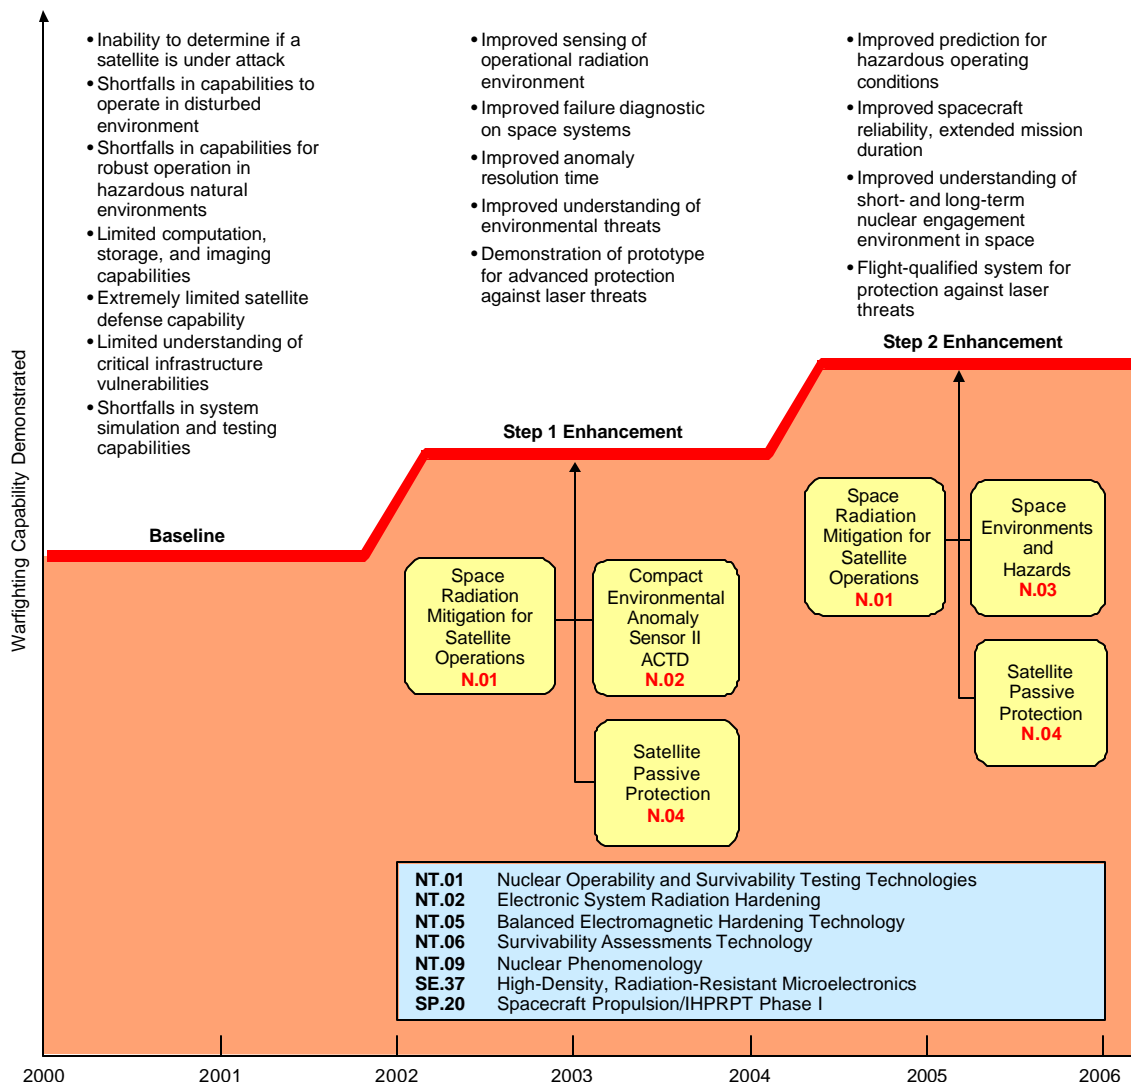 • Inability to determine if a
satellite is under attack
• Shortfalls in capabilities to
operate in disturbed
environment
• Shortfalls in capabilities for
robust operation in
hazardous natural
environments
• Limited computation,
storage, and imaging
capabilities
• Extremely limited satellite
defense capability
• Limited understanding of
critical infrastructure
vulnerabilities
• Shortfalls in system
simulation and testing
capabilities
• Improved sensing of
operational radiation
environment
• Improved failure diagnostic
on space systems
• Improved anomaly
resolution time
• Improved understanding of
environmental threats
• Demonstration of prototype
for advanced protection
against laser threats
• Improved prediction for
hazardous operating
conditions
• Improved spacecraft
reliability, extended mission
duration
• Improved understanding of
short- and long-term
nuclear engagement
environment in space
• Flight-qualified system for
protection against laser
threats
Warfighting Capability Demonstrated
Baseline
Step 1 Enhancement
Step 2 Enhancement
Space
Radiation
Mitigation for
Satellite
Operations
N.01
Compact
Environmental
Anomaly
Sensor II
ACTD
N.02
Satellite
Passive
Protection
N.04
Space
Radiation
Mitigation for
Satellite
Operations
N.01
Space
Environments
and
Hazards
N.03
Satellite
Passive
Protection
N.04
NT.01 Nuclear Operability and Survivability Testing Technologies
NT.02 Electronic System Radiation Hardening
NT.05 Balanced Electromagnetic Hardening Technology
NT.06 Survivability Assessments Technology
NT.09 Nuclear Phenomenology
SE.37 High-Density, Radiation-Resistant Microelectronics
SP.20 Spacecraft Propulsion/IHPRPT Phase I
2000 2001 2002 2003 2004 2005 2006